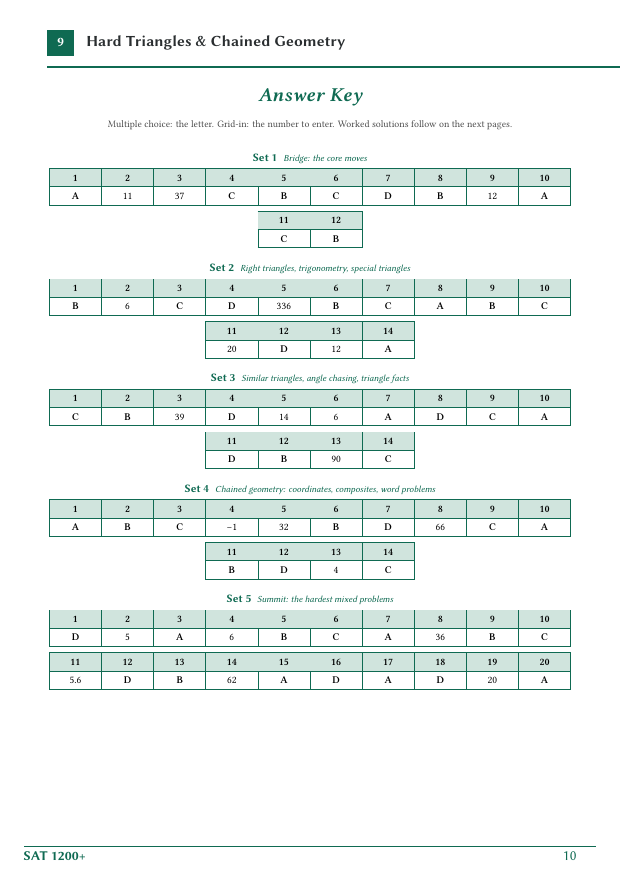 9 Hard Triangles & Chained Geometry
Answer Key
Multiple choice: the letter. Grid-in: the number to enter. Worked solutions follow on the next pages.
Set 1 Bridge: the core moves
1 2 3 4 5 6 7 8 9 10
A 11 37 C B C D B 12 A
11 12
C B
Set 2 Right triangles, trigonometry, special triangles
1 2 3 4 5 6 7 8 9 10
B 6 C D 336 B C A B C
11 12 13 14
20 D 12 A
Set 3 Similar triangles, angle chasing, triangle facts
1 2 3 4 5 6 7 8 9 10
C B 39 D 14 6 A D C A
11 12 13 14
D B 90 C
Set 4 Chained geometry: coordinates, composites, word problems
1 2 3 4 5 6 7 8 9 10
A B C −1 32 B D 66 C A
11 12 13 14
B D 4 C
Set 5 Summit: the hardest mixed problems
1 2 3 4 5 6 7 8 9 10
D 5 A 6 B C A 36 B C
11 12 13 14 15 16 17 18 19 20
5.6 D B 62 A D A D 20 A
SAT 1200+ 10